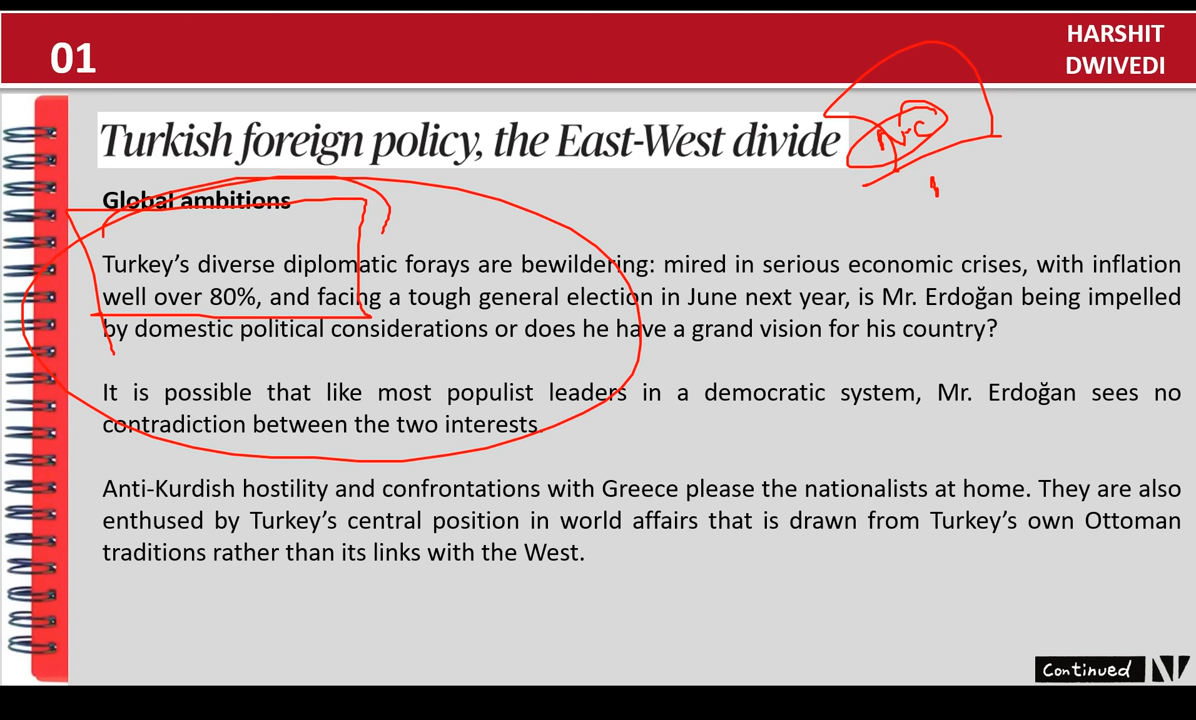 01
HARSHIT
DWIVEDI
Turkish foreign policy, the East-West divide
Global ambitions
Turkey's diverse diplomatic forays are bewildering: mired in serious economic crises, with inflation
well over 80%, and facing a tough general election in June next year, is Mr. Erdoğan being impelled
by domestic political considerations or does he have a grand vision for his country?
It is possible that like most populist leaders in a democratic system, Mr. Erdoğan sees no
contradiction between the two interests.
Anti-Kurdish hostility and confrontations with Greece please the nationalists at home. They are also
enthused by Turkey's central position in world affairs that is drawn from Turkey's own Ottoman
traditions rather than its links with the West.
Continued